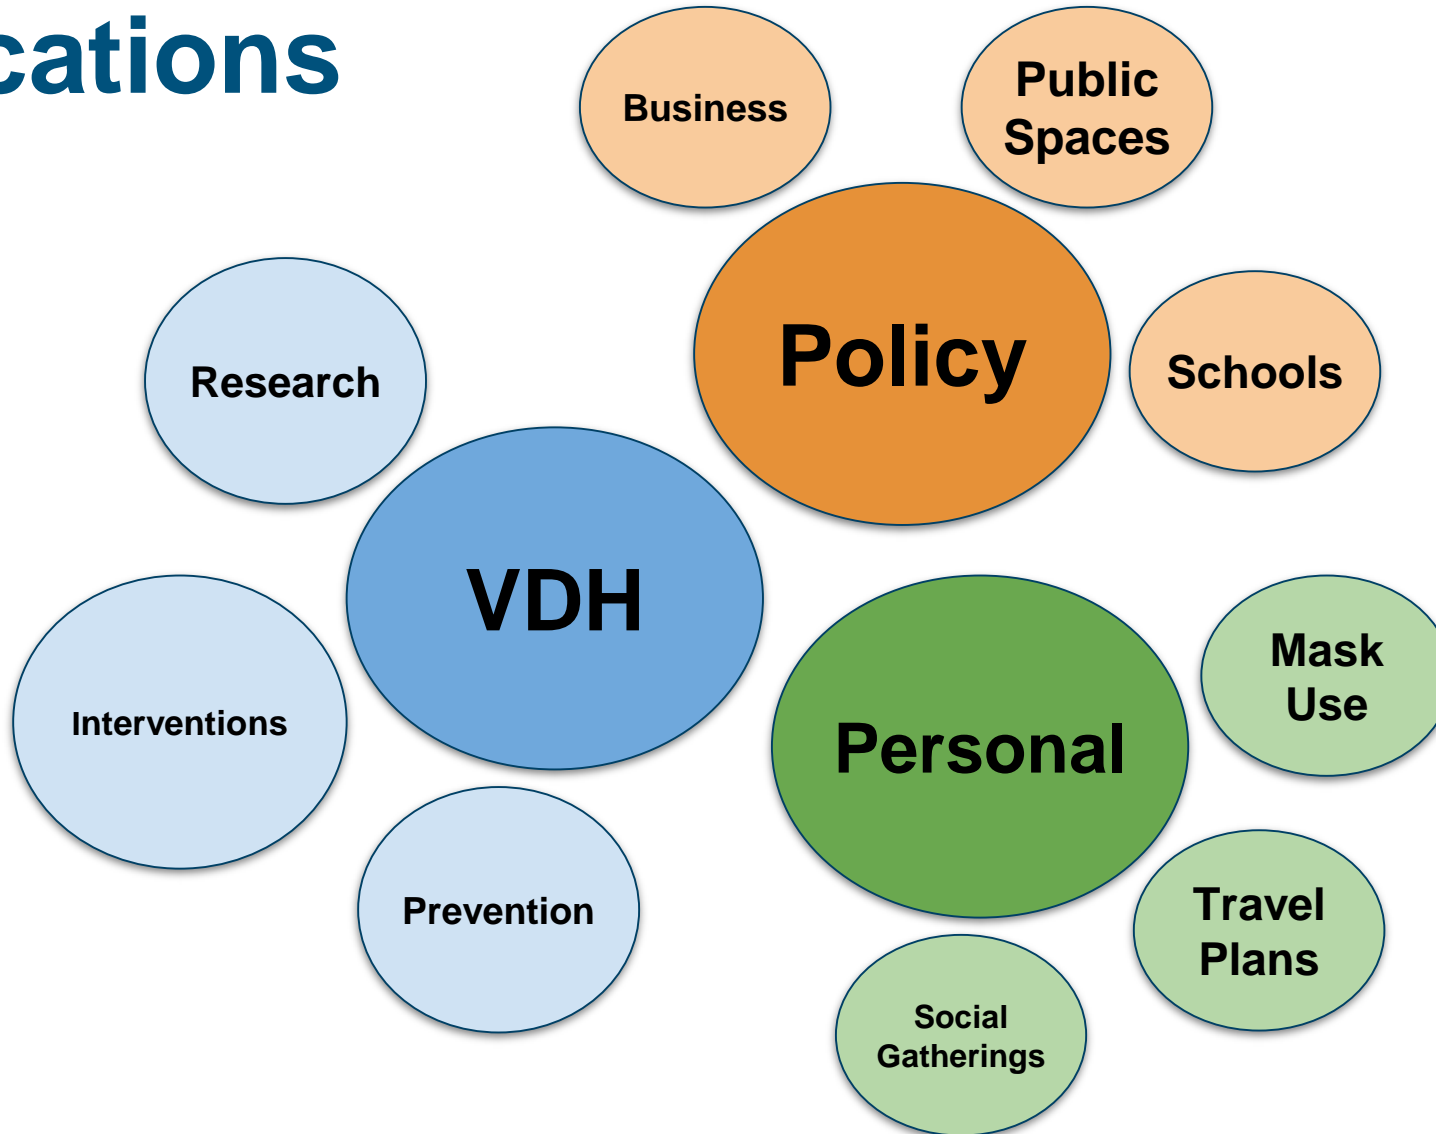 cations
Business
Public
Spaces
Policy
Schools
Research
VDH
Interventions
Prevention
Personal
Mask
Use
Travel
Plans
Social
Gatherings